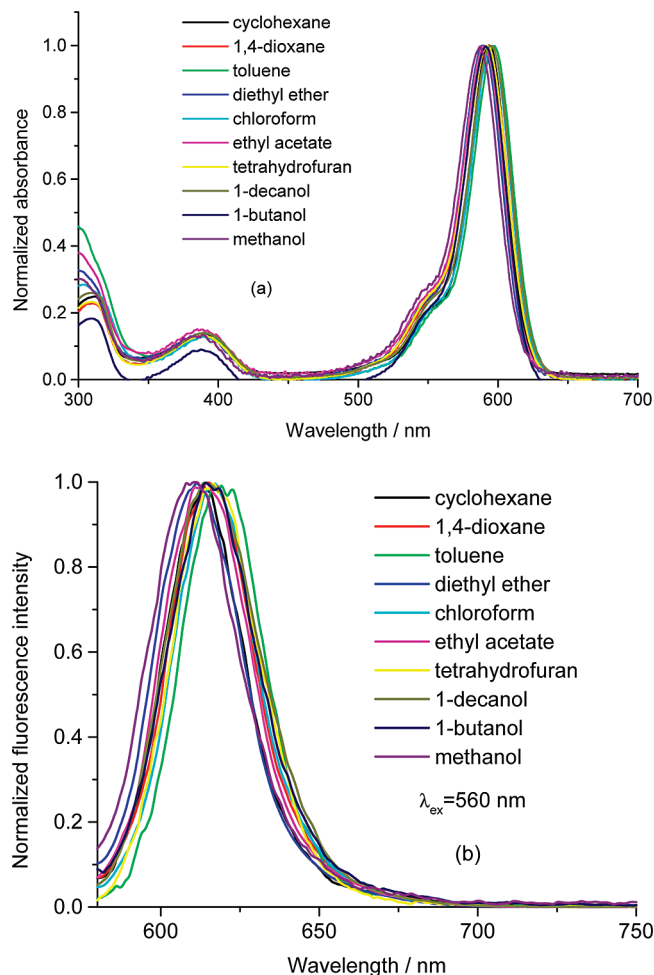 cyclohexane
1,4-dioxane
toluene
diethyl ether
chloroform
ethyl acetate
tetrahydrofuran
1-decanol
1-butanol
methanol
(a)
Normalized absorbance
1.0
0.8
0.6
0.4
0.2
0.0
300
400
500
600
700
Wavelength / nm
cyclohexane
1,4-dioxane
toluene
diethyl ether
chloroform
ethyl acetate
tetrahydrofuran
1-decanol
1-butanol
methanol
λex=560 nm
(b)
Normalized fluorescence intensity
1.0
0.8
0.6
0.4
0.2
0.0
600
650
700
750
Wavelength / nm